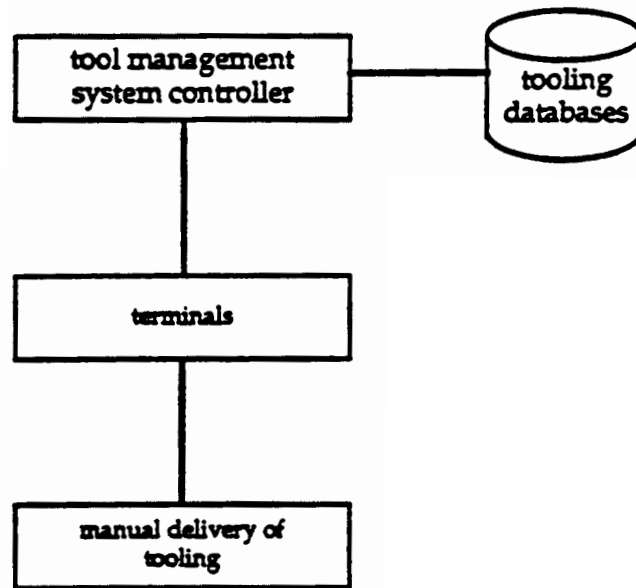 tool management
system controller
tooling
databases
terminals
manual delivery of
tooling